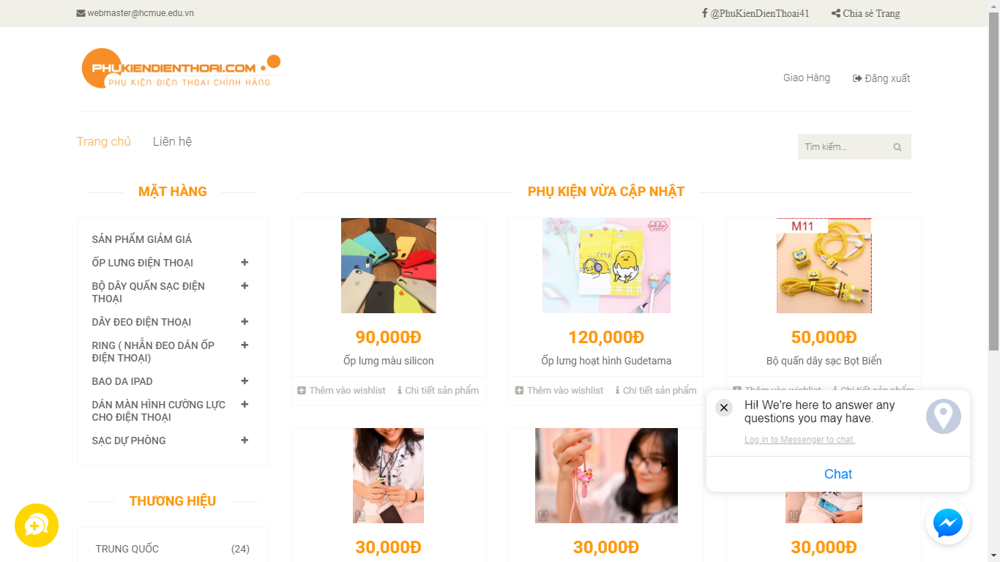 webmaster@hcmue.edu.vn
@PhuKienDienThoai41
Chia sẻ Trang
PHUKIENDIENTHOAI.COM
PHỤ KIỆN ĐIỆN THOẠI CHÍNH HÃNG
Giao Hàng
Đăng xuất
Trang chủ
Liên hệ
Tìm kiếm...
MẶT HÀNG
SẢN PHẨM GIẢM GIÁ
ỐP LƯNG ĐIỆN THOẠI
BỘ DÂY QUẤN SẠC ĐIỆN
THOẠI
DÂY ĐEO ĐIỆN THOẠI
RING ( NHẪN ĐEO DÁN ỐP
ĐIỆN THOẠI)
BAO DA IPAD
DÁN MÀN HÌNH CƯỜNG LỰC
CHO ĐIỆN THOẠI
SẠC DỰ PHÒNG
THƯƠNG HIỆU
TRUNG QUỐC (24)
PHỤ KIỆN VỪA CẬP NHẬT
M11
90,000Đ
120,000Đ
50,000Đ
Ốp lưng màu silicon
Ốp lưng hoạt hình Gudetama
Bộ quấn dây sạc Bọt Biển
Thêm vào wishlist
Chi tiết sản phẩm
Thêm vào wishlist
Chi tiết sản phẩm
Thêm vào wishlist
Chi tiết sản phẩm
30,000Đ
30,000Đ
30,000Đ
Hi! We're here to answer any
questions you may have.
Log in to Messenger to chat.
Chat